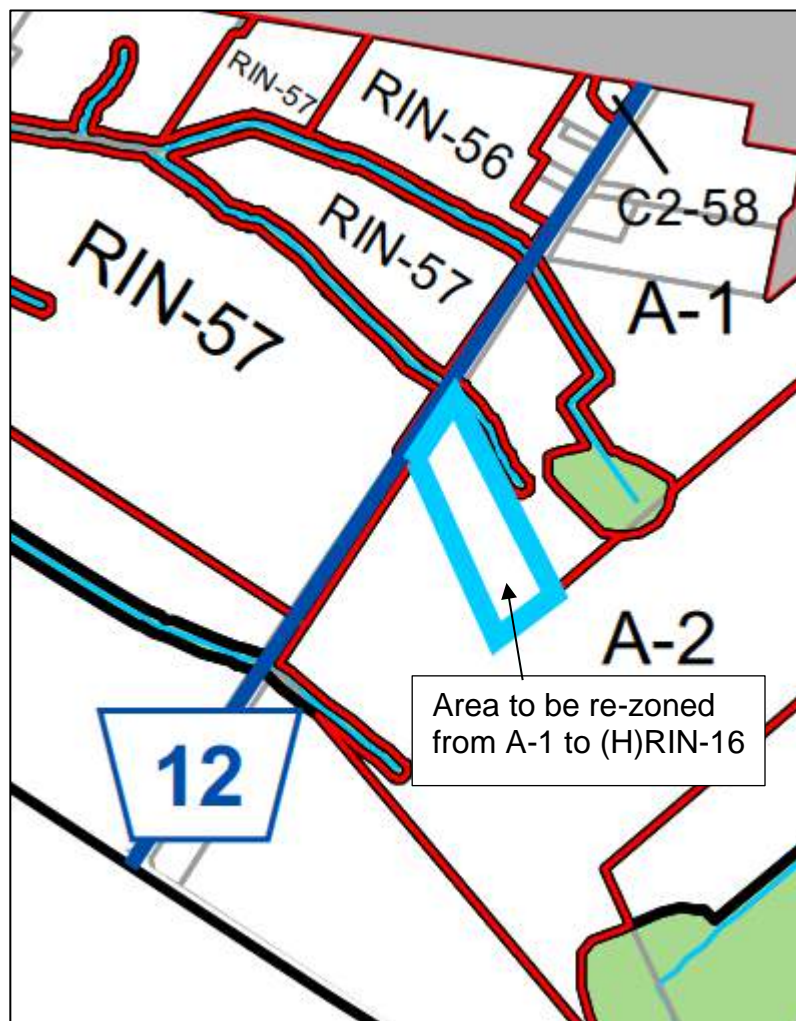 RIN-57
RIN-56
C2-58
RIN-57
RIN-57
A-1
A-2
Area to be re-zoned
from A-1 to (H)RIN-16
12